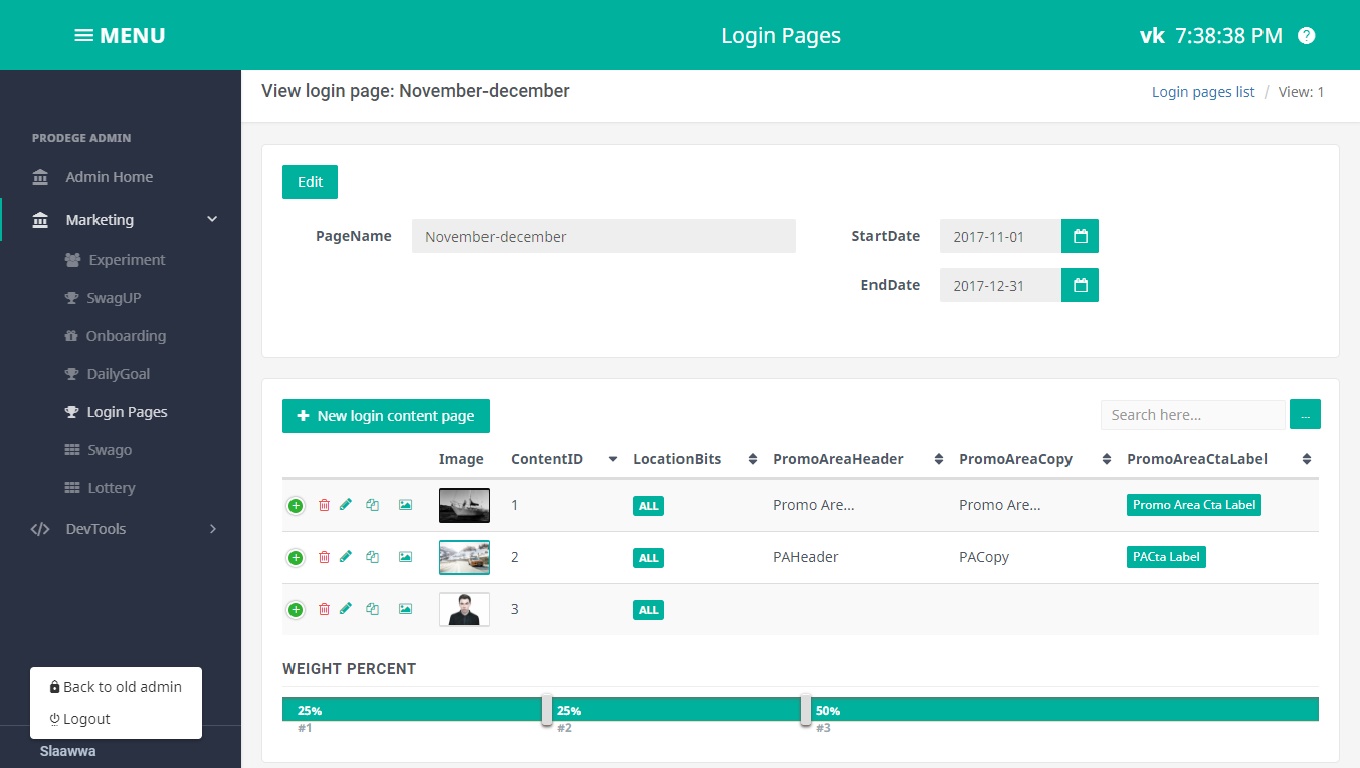 MENU
Login Pages
vk 7:38:38 PM ?
View login page: November-december
Login pages list / View: 1
PRODEGE ADMIN
Admin Home
Marketing
Experiment
SwagUP
Onboarding
DailyGoal
Login Pages
Swago
Lottery
DevTools
Back to old admin
Logout
Slaawwa
Edit
PageName November-december
StartDate 2017-11-01
EndDate 2017-12-31
+ New login content page
Search here... ...
Image ContentID LocationBits PromoAreaHeader PromoAreaCopy PromoAreaCtaLabel
1 ALL Promo Are... Promo Are... Promo Area Cta Label
2 ALL PAHeader PACopy PACta Label
3 ALL
WEIGHT PERCENT
25% 25% 50%
#1 #2 #3